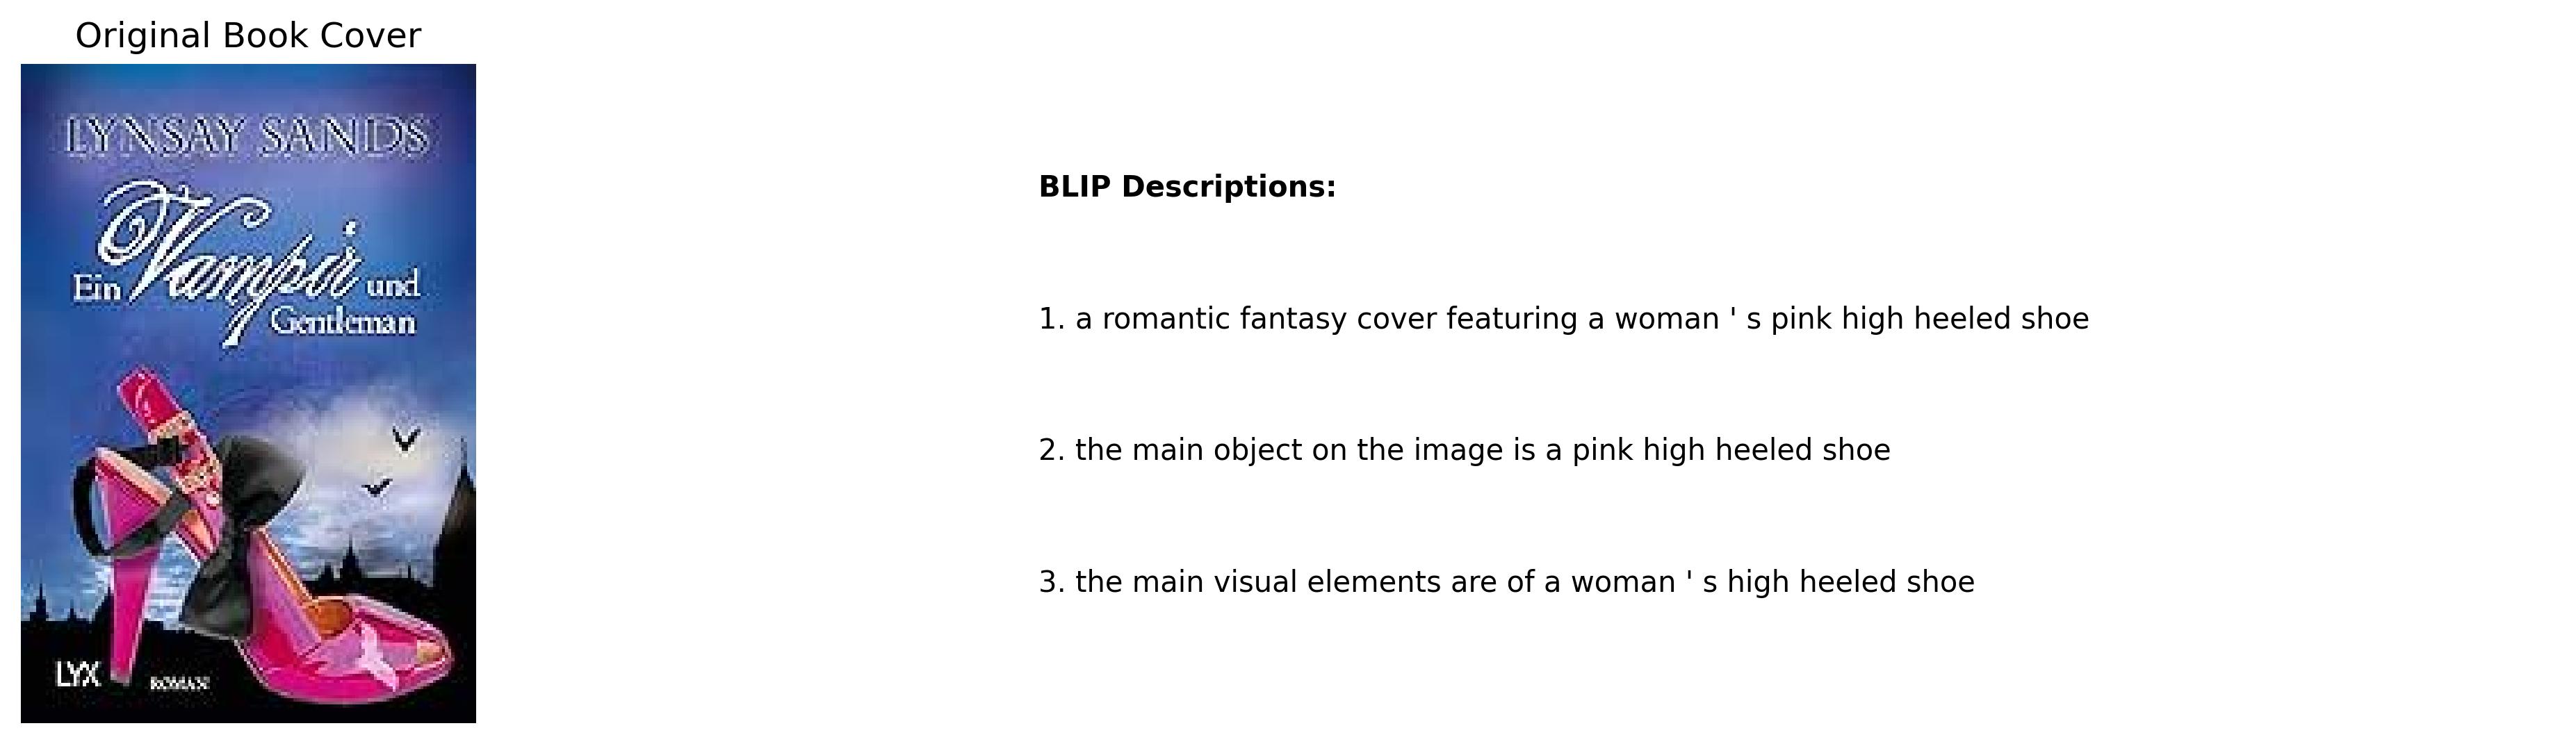 Original Book Cover
LYNSAY SANDS
Ein Vampir und
Gentleman
LYX
ROMAN
BLIP Descriptions:
1. a romantic fantasy cover featuring a woman ' s pink high heeled shoe
2. the main object on the image is a pink high heeled shoe
3. the main visual elements are of a woman ' s high heeled shoe